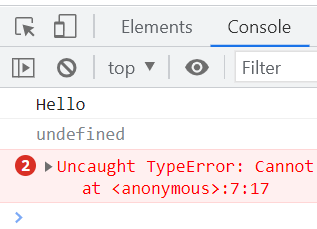 Elements Console
top Filter
Hello
undefined
2 Uncaught TypeError: Cannot
at <anonymous>:7:17